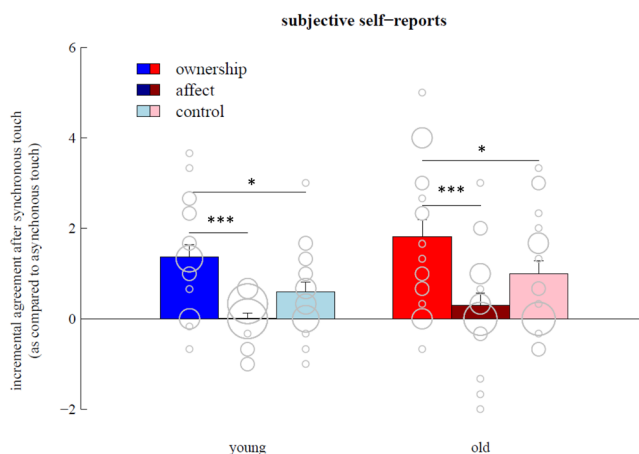 subjective self−reports
6
4
2
0
−2
incremental agreement after synchronous touch
(as compared to asynchonous touch)
ownership
affect
control
*
***
*
***
young
old